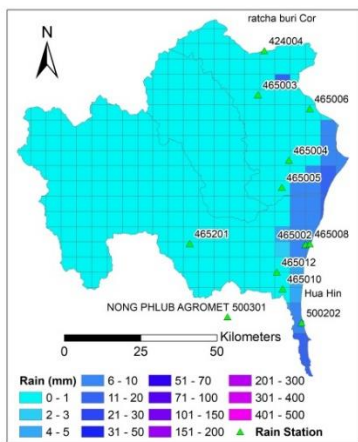 ratcha buri Cor
N
424004
465003
465006
465004
465005
465002
465008
465201
465012
465010
Hua Hin
NONG PHLUB AGROMET 500301
500202
Kilometers
0 25 50
Rain (mm)
6 - 10
51 - 70
201 - 300
0 - 1
11 - 20
71 - 100
301 - 400
2 - 3
21 - 30
101 - 150
401 - 500
4 - 5
31 - 50
151 - 200
Rain Station